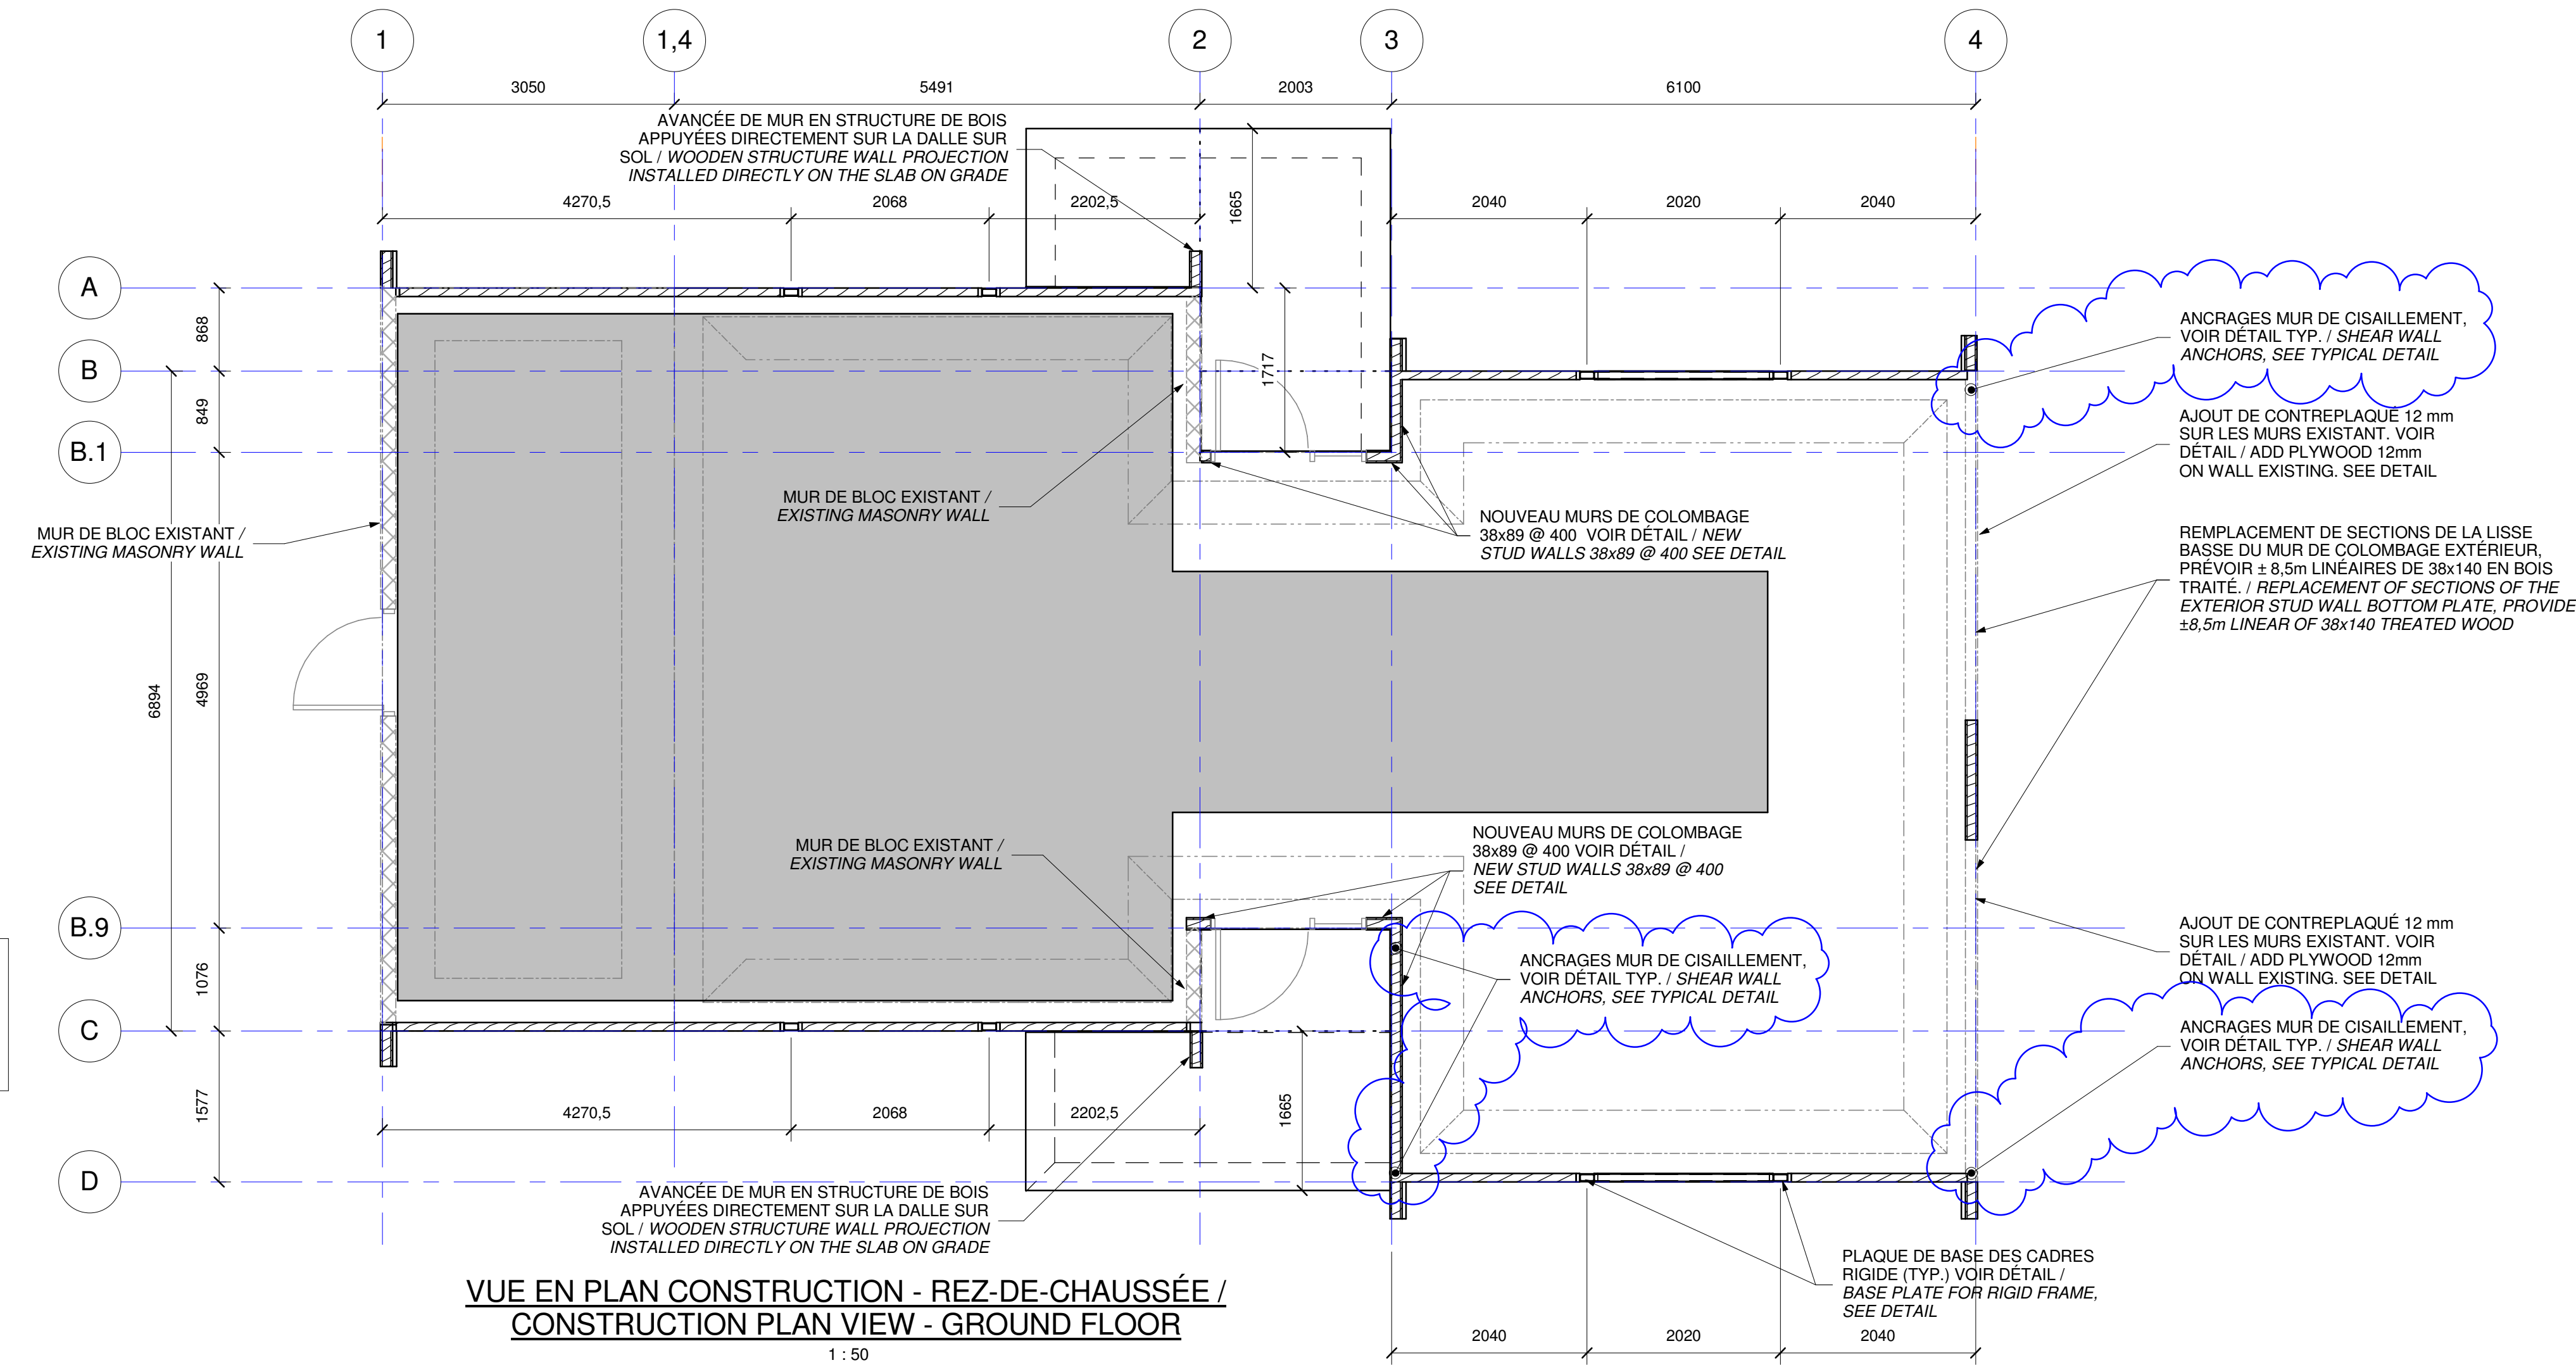 1
1,4
2
3
4
3050
5491
2003
6100
AVANCÉE DE MUR EN STRUCTURE DE BOIS
APPUYÉES DIRECTEMENT SUR LA DALLE SUR
SOL / WOODEN STRUCTURE WALL PROJECTION
INSTALLED DIRECTLY ON THE SLAB ON GRADE
4270,5
2068
2202,5
1665
2040
2020
2040
A
B
B.1
B.9
C
D
868
849
4969
6894
1076
1577
1717
ANCRAGES MUR DE CISAILLEMENT,
VOIR DÉTAIL TYP. / SHEAR WALL
ANCHORS, SEE TYPICAL DETAIL
AJOUT DE CONTREPLAQUÉ 12 mm
SUR LES MURS EXISTANT. VOIR
DÉTAIL / ADD PLYWOOD 12mm
ON WALL EXISTING. SEE DETAIL
MUR DE BLOC EXISTANT /
EXISTING MASONRY WALL
MUR DE BLOC EXISTANT /
EXISTING MASONRY WALL
NOUVEAU MURS DE COLOMBAGE
38x89 @ 400 VOIR DÉTAIL / NEW
STUD WALLS 38x89 @ 400 SEE DETAIL
REMPLACEMENT DE SECTIONS DE LA LISSE
BASSE DU MUR DE COLOMBAGE EXTÉRIEUR,
PRÉVOIR ± 8,5m LINÉAIRES DE 38x140 EN BOIS
TRAITÉ. / REPLACEMENT OF SECTIONS OF THE
EXTERIOR STUD WALL BOTTOM PLATE, PROVIDE
±8,5m LINEAR OF 38x140 TREATED WOOD
MUR DE BLOC EXISTANT /
EXISTING MASONRY WALL
NOUVEAU MURS DE COLOMBAGE
38x89 @ 400 VOIR DÉTAIL /
NEW STUD WALLS 38x89 @ 400
SEE DETAIL
ANCRAGES MUR DE CISAILLEMENT,
VOIR DÉTAIL TYP. / SHEAR WALL
ANCHORS, SEE TYPICAL DETAIL
AJOUT DE CONTREPLAQUÉ 12 mm
SUR LES MURS EXISTANT. VOIR
DÉTAIL / ADD PLYWOOD 12mm
ON WALL EXISTING. SEE DETAIL
ANCRAGES MUR DE CISAILLEMENT,
VOIR DÉTAIL TYP. / SHEAR WALL
ANCHORS, SEE TYPICAL DETAIL
4270,5
2068
2202,5
1665
AVANCÉE DE MUR EN STRUCTURE DE BOIS
APPUYÉES DIRECTEMENT SUR LA DALLE SUR
SOL / WOODEN STRUCTURE WALL PROJECTION
INSTALLED DIRECTLY ON THE SLAB ON GRADE
PLAQUE DE BASE DES CADRES
RIGIDE (TYP.) VOIR DÉTAIL /
BASE PLATE FOR RIGID FRAME,
SEE DETAIL
2040
2020
2040
VUE EN PLAN CONSTRUCTION - REZ-DE-CHAUSSÉE /
CONSTRUCTION PLAN VIEW - GROUND FLOOR
1 : 50